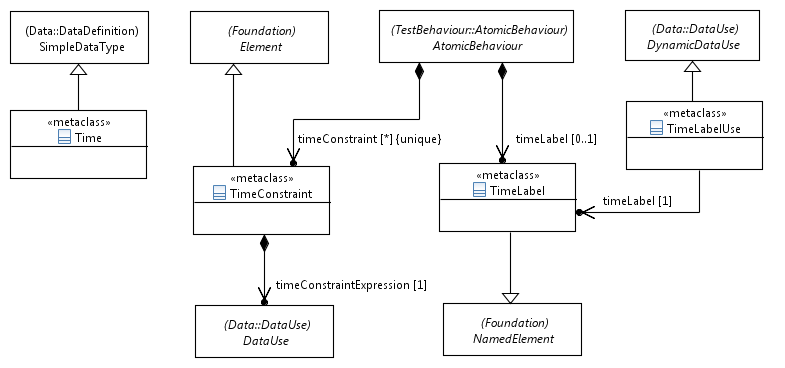 (Data::DataDefinition)
SimpleDataType
(Foundation)
Element
(TestBehaviour::AtomicBehaviour)
AtomicBehaviour
(Data::DataUse)
DynamicDataUse
«metaclass»
Time
timeConstraint [*] {unique}
timeLabel [0..1]
«metaclass»
TimeLabelUse
«metaclass»
TimeConstraint
«metaclass»
TimeLabel
timeLabel [1]
timeConstraintExpression [1]
(Data::DataUse)
DataUse
(Foundation)
NamedElement